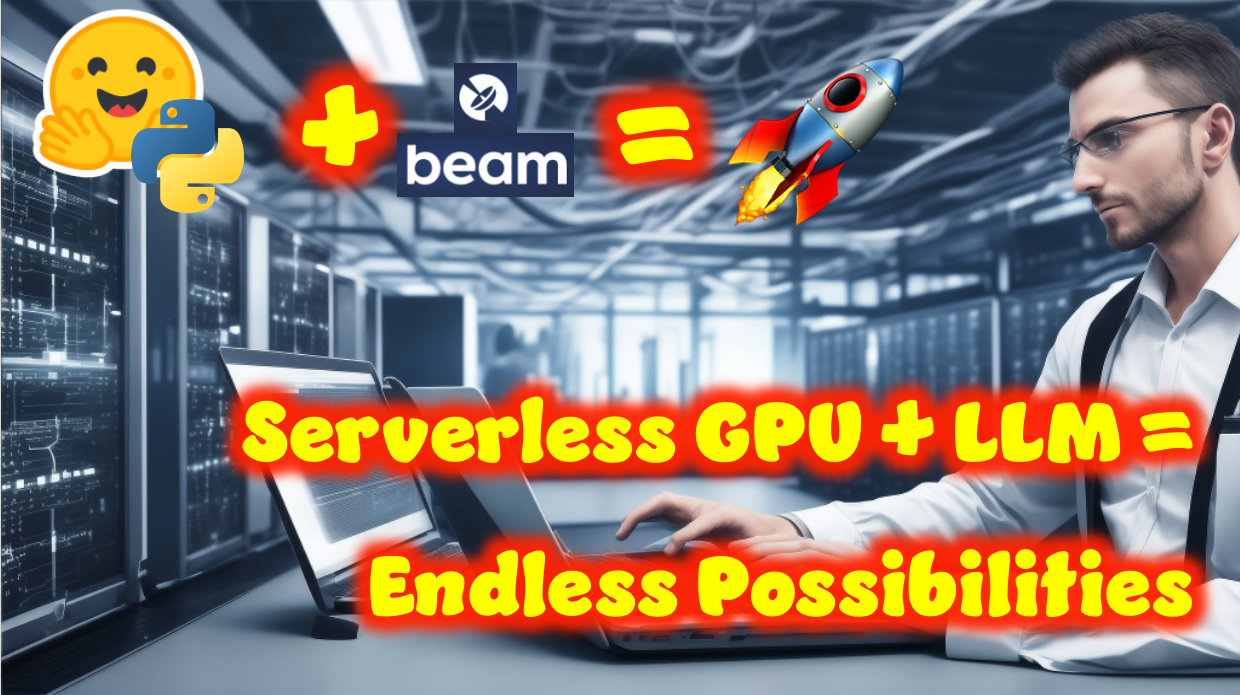 +
beam
=
Serverless GPU + LLM =
Endless Possibilities